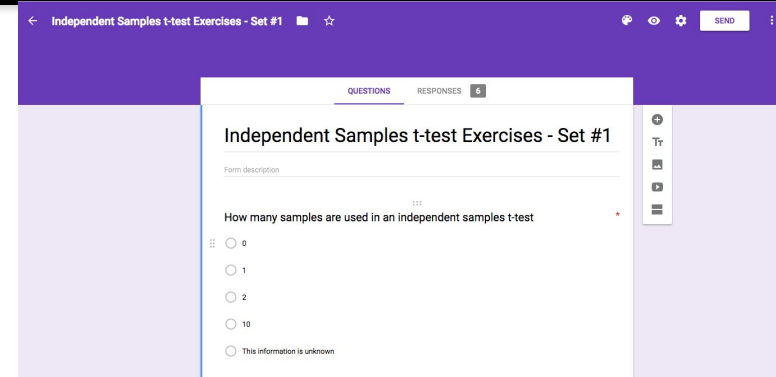 Independent Samples t-test Exercises - Set #1
SEND
QUESTIONS RESPONSES 6
Independent Samples t-test Exercises - Set #1
Form description
How many samples are used in an independent samples t-test *
0
1
2
10
This information is unknown
Tт